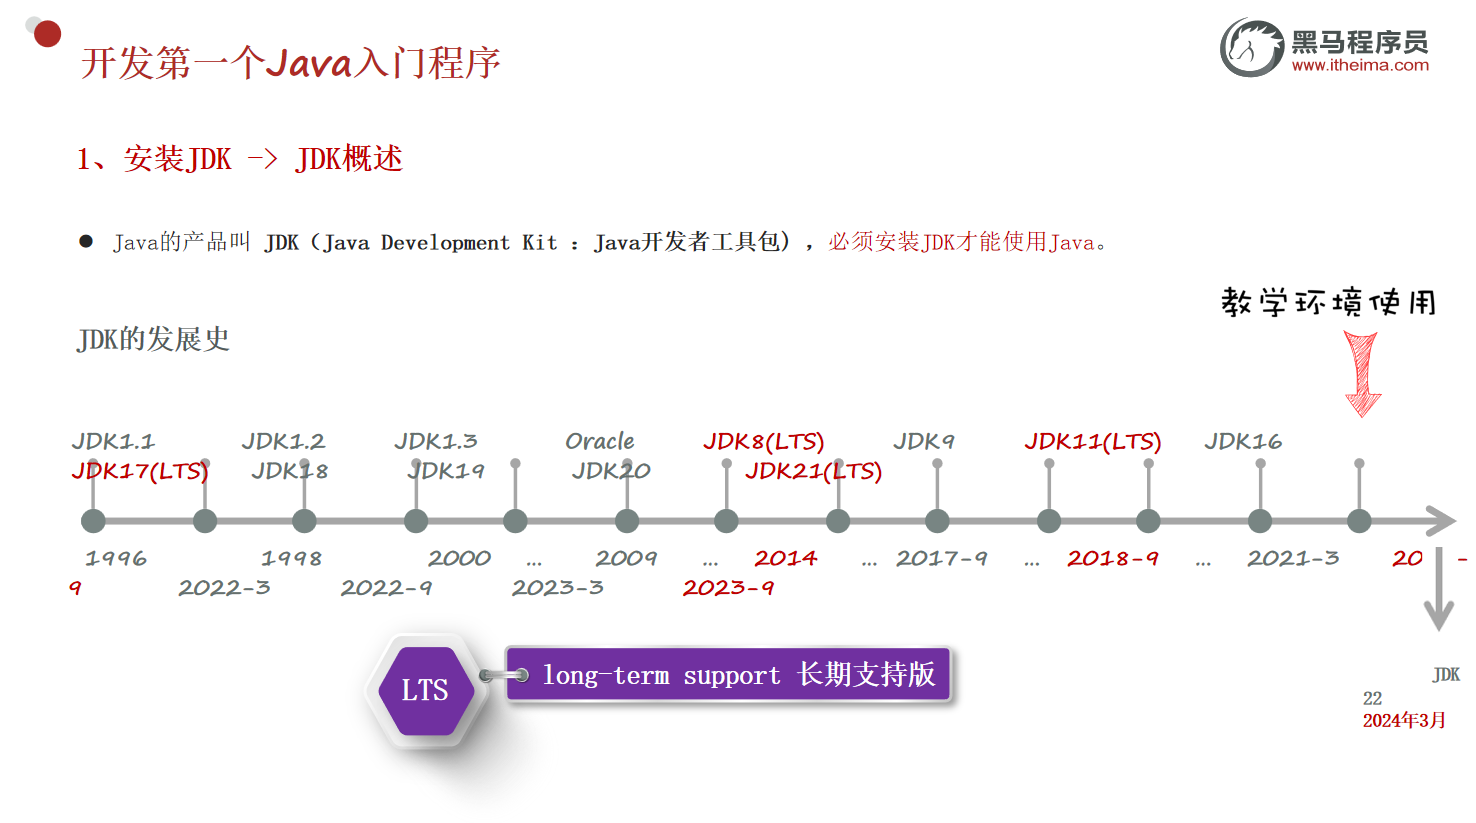 开发第一个Java入门程序
黑马程序员
www.itheima.com
1、安装JDK -> JDK概述
● Java的产品叫 JDK（Java Development Kit ：Java开发者工具包），必须安装JDK才能使用Java。
教学环境使用
JDK的发展史
JDK1.1 JDK1.2 JDK1.3 Oracle JDK8(LTS) JDK9 JDK11(LTS) JDK16
JDK17(LTS) JDK18 JDK19 JDK20 JDK21(LTS)
1996 1998 2000 ... 2009 ... 2014 ... 2017-9 ... 2018-9 ... 2021-3 20 -
9 2022-3 2022-9 2023-3 2023-9
LTS
long-term support 长期支持版
JDK
22
2024年3月